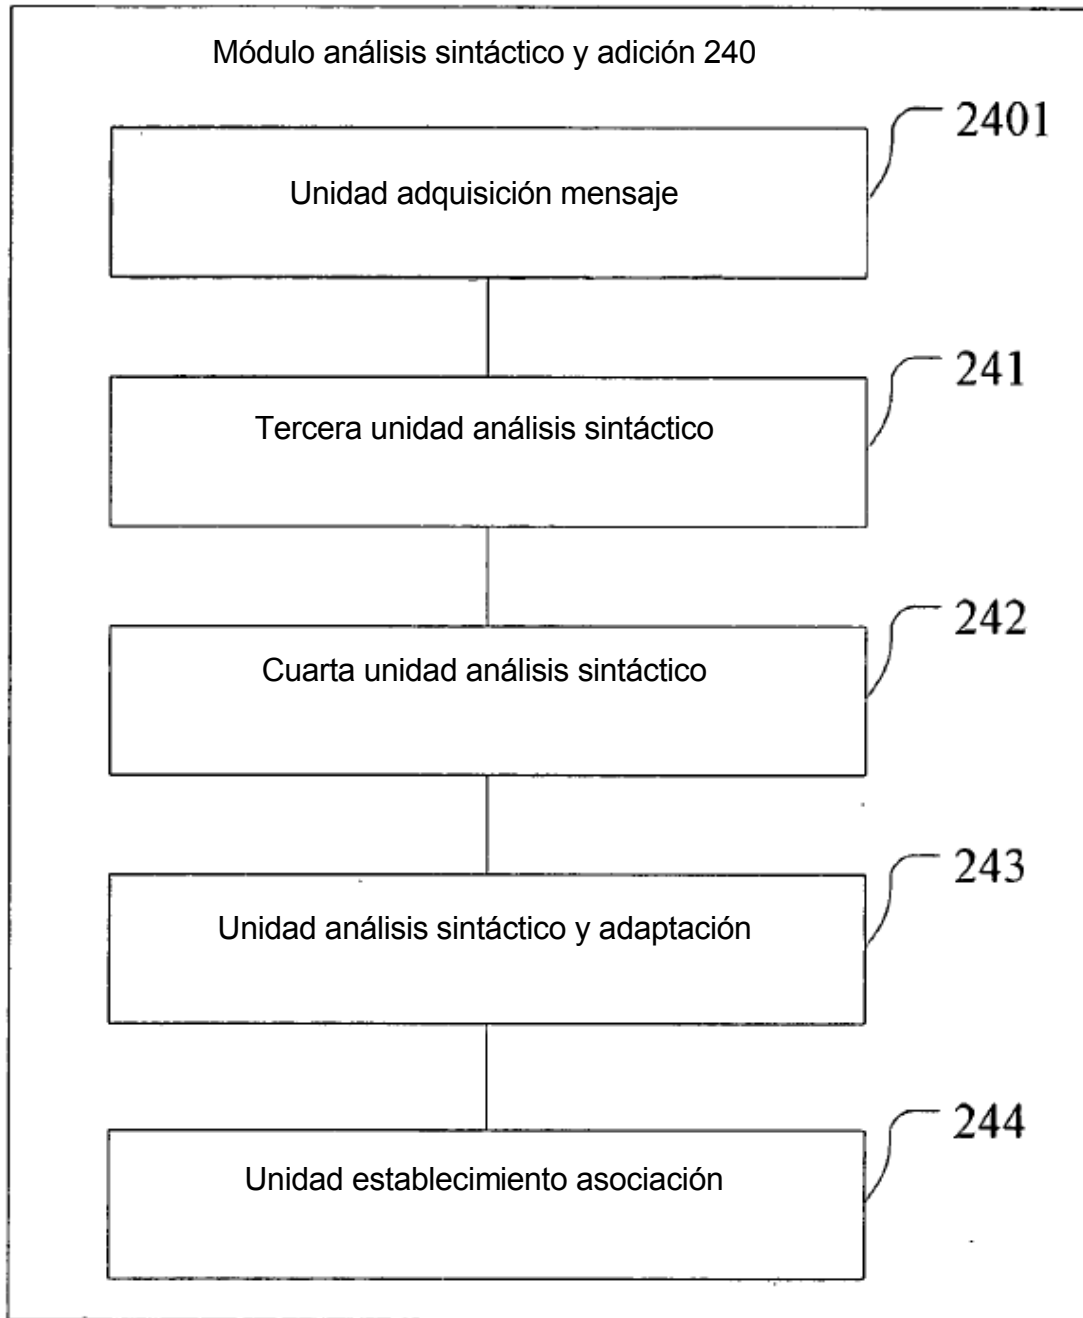 Módulo análisis sintáctico y adición 240
2401
Unidad adquisición mensaje
241
Tercera unidad análisis sintáctico
242
Cuarta unidad análisis sintáctico
243
Unidad análisis sintáctico y adaptación
244
Unidad establecimiento asociación